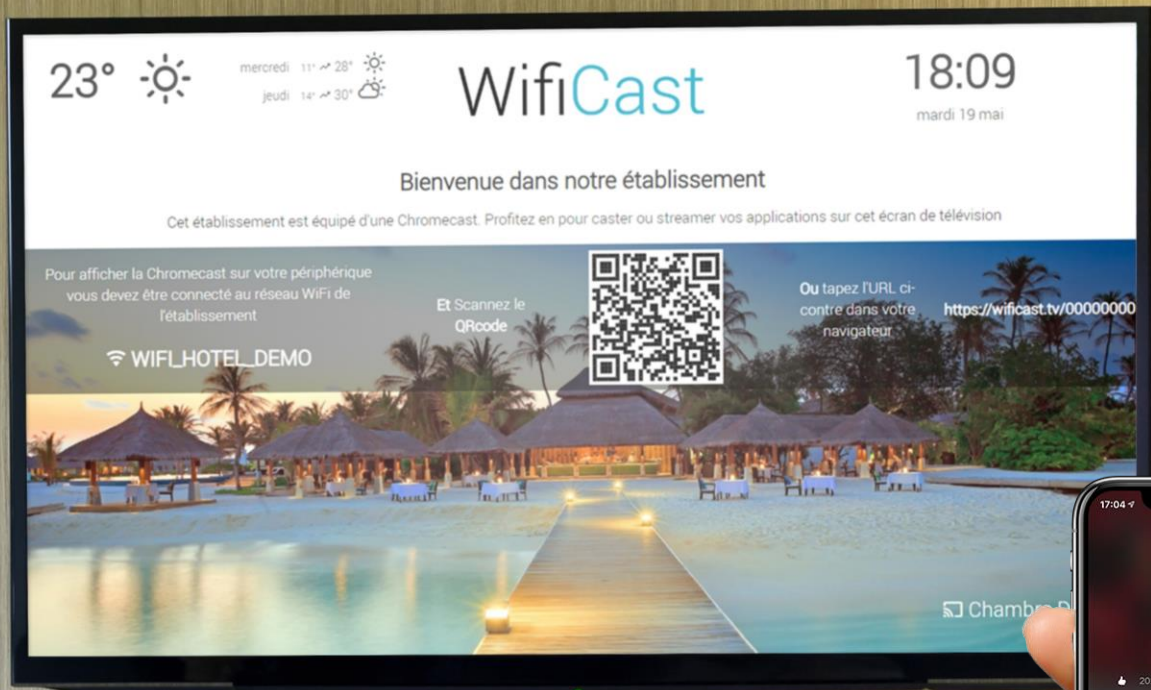 23°
mercredi 11° 28°
jeudi 14° 30°
WifiCast
18:09
mardi 19 mai
Bienvenue dans notre établissement
Cet établissement est équipé d'une Chromecast. Profitez en pour caster ou streamer vos applications sur cet écran de télévision
Pour afficher la Chromecast sur votre périphérique
vous devez être connecté au réseau WiFi de
l'établissement
WIFI_HOTEL_DEMO
Et Scannez le
QRcode
Ou tapez l'URL ci-
contre dans votre
navigateur
https://wificast.tv/00000000
Chambre
17:04
20